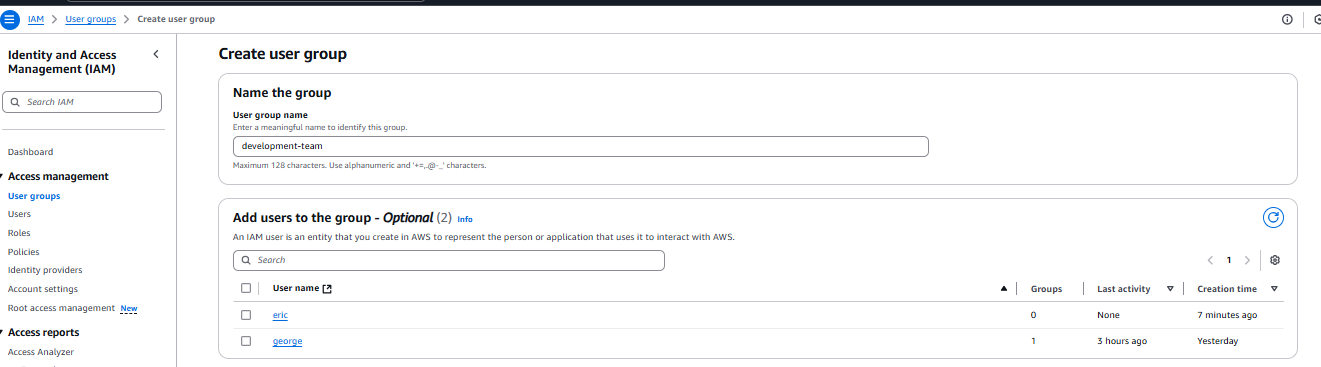 IAM > User groups > Create user group
Identity and Access
Management (IAM)
Search IAM
Dashboard
Access management
User groups
Users
Roles
Policies
Identity providers
Account settings
Root access management New
Access reports
Access Analyzer
Create user group
Name the group
User group name
Enter a meaningful name to identify this group.
development-team
Maximum 128 characters. Use alphanumeric and '+=,.@-_' characters.
Add users to the group - Optional (2) Info
An IAM user is an entity that you create in AWS to represent the person or application that uses it to interact with AWS.
Search
1
User name Groups Last activity Creation time
eric 0 None 7 minutes ago
george 1 3 hours ago Yesterday